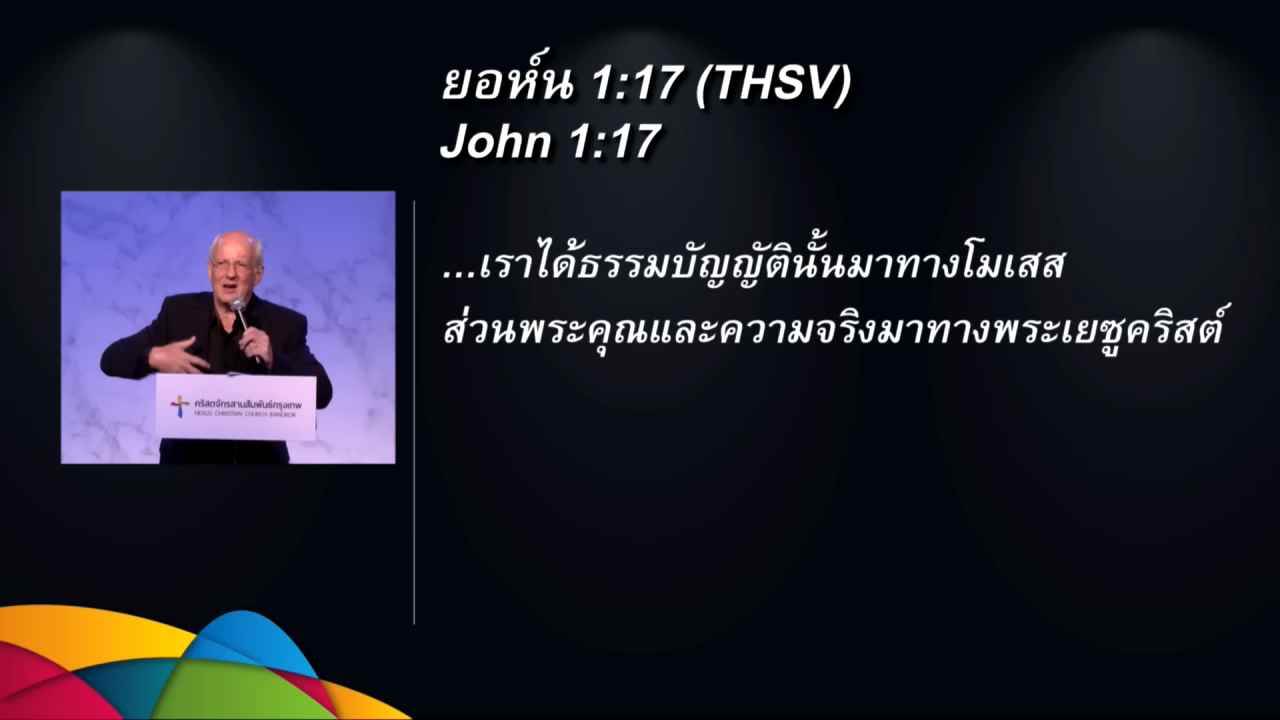 ยอห์น 1:17 (THSV)
John 1:17
...เราได้ธรรมบัญญัตินั้นมาทางโมเสส
ส่วนพระคุณและความจริงมาทางพระเยซูคริสต์
คริสตจักรสานสัมพันธ์กรุงเทพ
NEXUS CHRISTIAN CHURCH BANGKOK